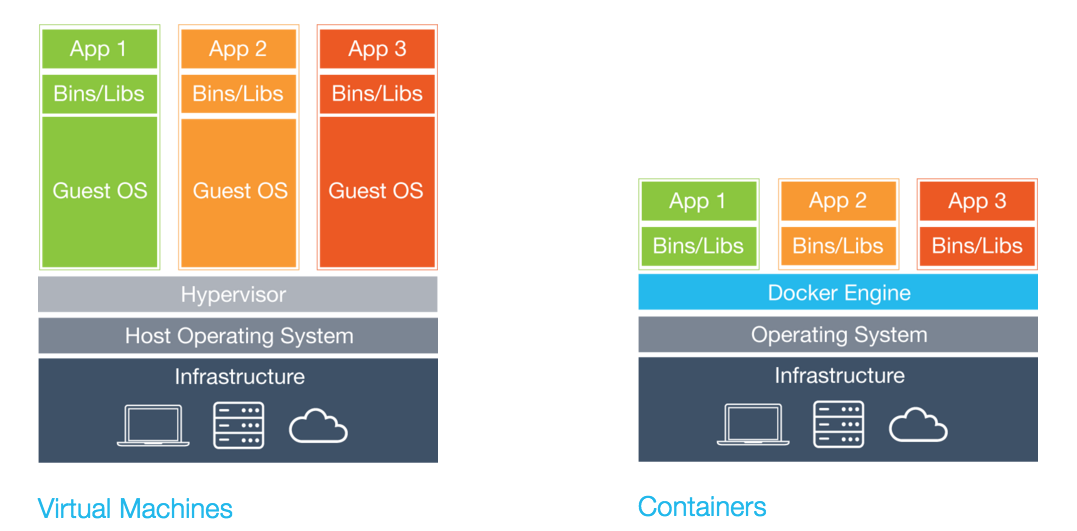 App 1
App 2
App 3
Bins/Libs
Bins/Libs
Bins/Libs
Guest OS
Guest OS
Guest OS
Hypervisor
Host Operating System
Infrastructure
Virtual Machines
App 1
App 2
App 3
Bins/Libs
Bins/Libs
Bins/Libs
Docker Engine
Operating System
Infrastructure
Containers